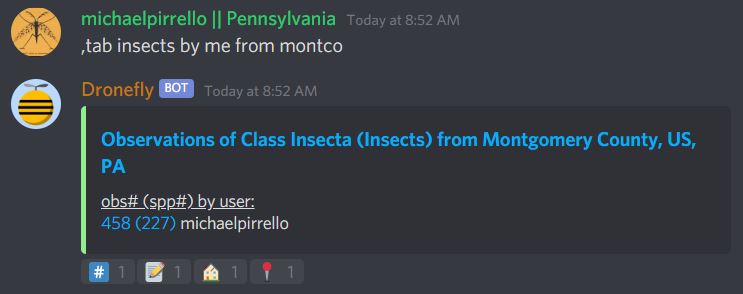 michaelpirrello || Pennsylvania Today at 8:52 AM
,tab insects by me from montco
Dronefly BOT Today at 8:52 AM
Observations of Class Insecta (Insects) from Montgomery County, US,
PA
obs# (spp#) by user:
458 (227) michaelpirrello
# 1 📝 1 🏠 1 📍 1